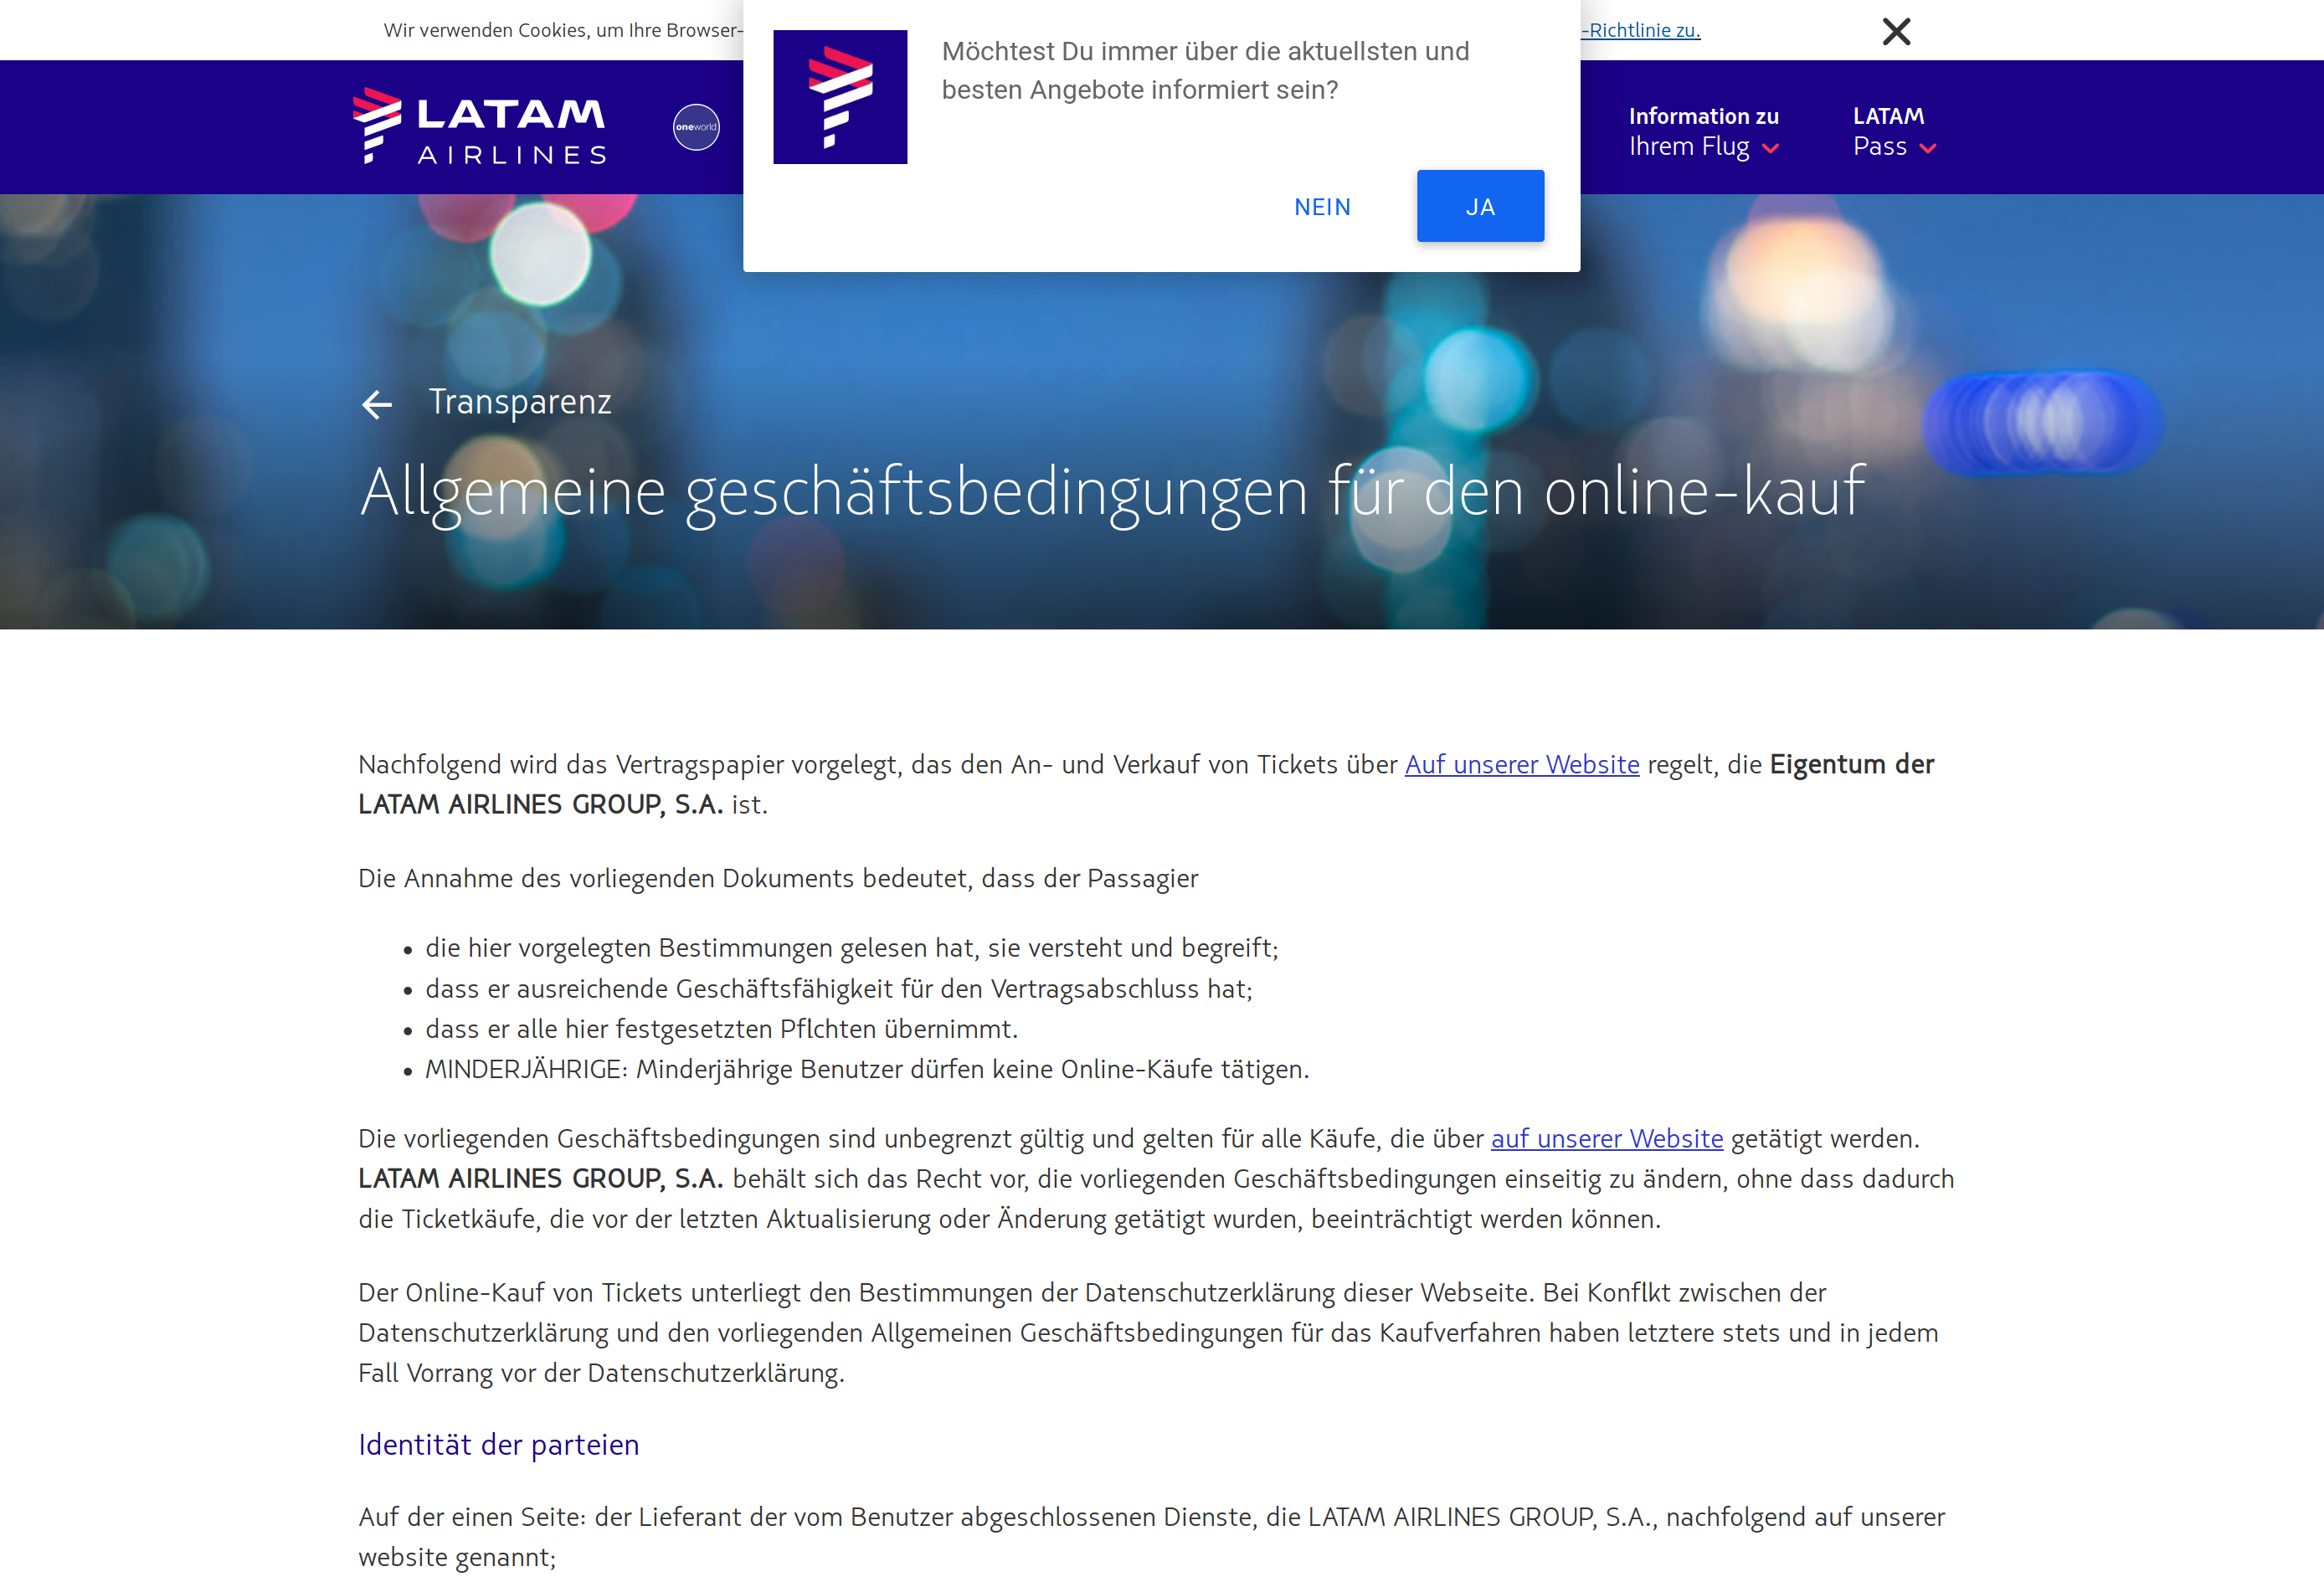 Wir verwenden Cookies, um Ihre Browser-
-Richtlinie zu.
Möchtest Du immer über die aktuellsten und
besten Angebote informiert sein?
NEIN
JA
LATAM
AIRLINES
oneworld
Information zu
Ihrem Flug
LATAM
Pass
Transparenz
Allgemeine geschäftsbedingungen für den online-kauf
Nachfolgend wird das Vertragspapier vorgelegt, das den An- und Verkauf von Tickets über Auf unserer Website regelt, die Eigentum der
LATAM AIRLINES GROUP, S.A. ist.
Die Annahme des vorliegenden Dokuments bedeutet, dass der Passagier
• die hier vorgelegten Bestimmungen gelesen hat, sie versteht und begreift;
• dass er ausreichende Geschäftsfähigkeit für den Vertragsabschluss hat;
• dass er alle hier festgesetzten Pflchten übernimmt.
• MINDERJÄHRIGE: Minderjährige Benutzer dürfen keine Online-Käufe tätigen.
Die vorliegenden Geschäftsbedingungen sind unbegrenzt gültig und gelten für alle Käufe, die über auf unserer Website getätigt werden.
LATAM AIRLINES GROUP, S.A. behält sich das Recht vor, die vorliegenden Geschäftsbedingungen einseitig zu ändern, ohne dass dadurch
die Ticketkäufe, die vor der letzten Aktualisierung oder Änderung getätigt wurden, beeinträchtigt werden können.
Der Online-Kauf von Tickets unterliegt den Bestimmungen der Datenschutzerklärung dieser Webseite. Bei Konflkt zwischen der
Datenschutzerklärung und den vorliegenden Allgemeinen Geschäftsbedingungen für das Kaufverfahren haben letztere stets und in jedem
Fall Vorrang vor der Datenschutzerklärung.
Identität der parteien
Auf der einen Seite: der Lieferant der vom Benutzer abgeschlossenen Dienste, die LATAM AIRLINES GROUP, S.A., nachfolgend auf unserer
website genannt;